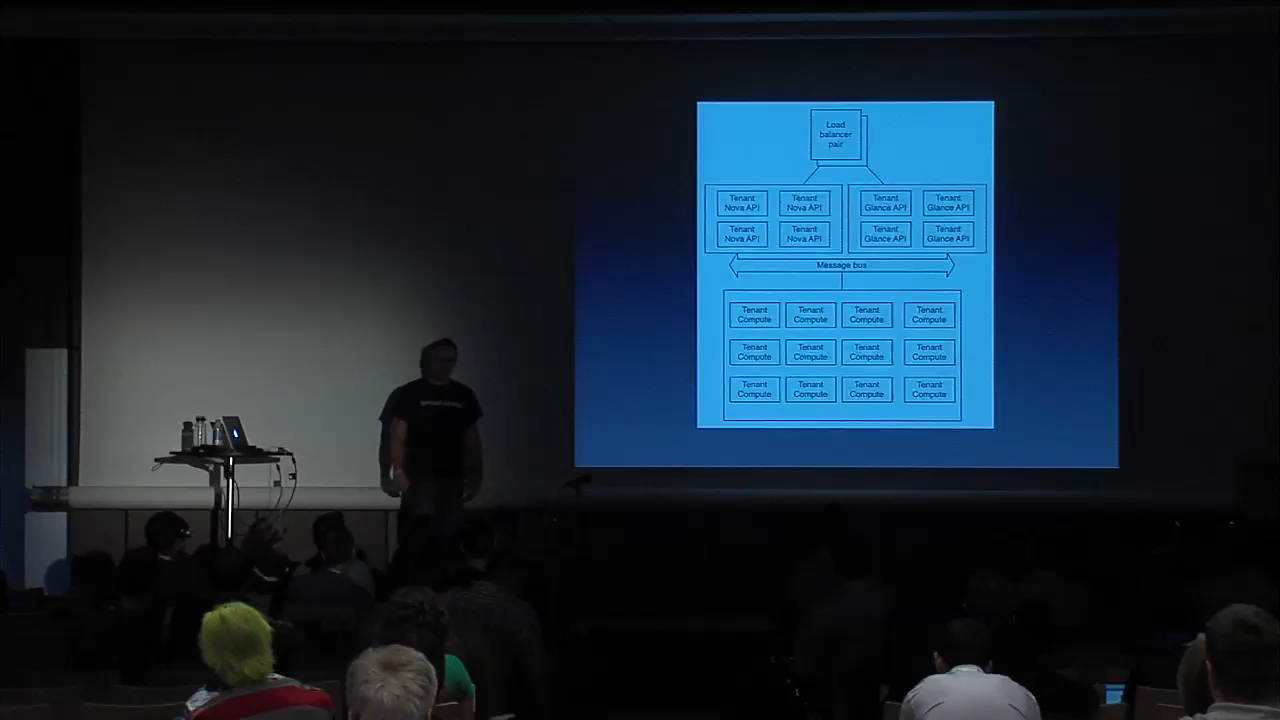 Load
balancer
pair
Tenant
Nova API
Tenant
Nova API
Tenant
Glance API
Tenant
Glance API
Tenant
Nova API
Tenant
Nova API
Tenant
Glance API
Tenant
Glance API
Message bus
Tenant
Compute
Tenant
Compute
Tenant
Compute
Tenant
Compute
Tenant
Compute
Tenant
Compute
Tenant
Compute
Tenant
Compute
Tenant
Compute
Tenant
Compute
Tenant
Compute
Tenant
Compute